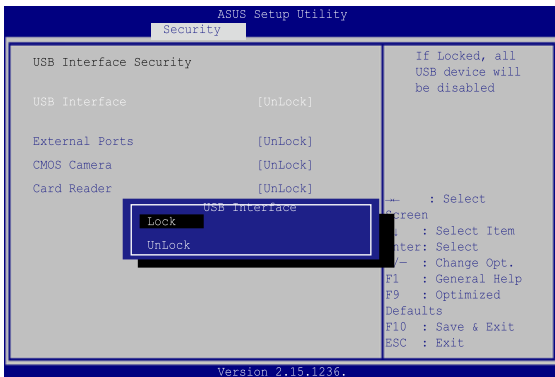 ASUS Setup Utility
Security
USB Interface Security
USB Interface [UnLock]
External Ports [UnLock]
CMOS Camera [UnLock]
Card Reader [UnLock]
USB Interface
Lock
UnLock
If Locked, all
USB device will
be disabled
→← : Select
Screen
: Select Item
nter: Select
/— : Change Opt.
F1 : General Help
F9 : Optimized
Defaults
F10 : Save & Exit
ESC : Exit
Version 2.15.1236.